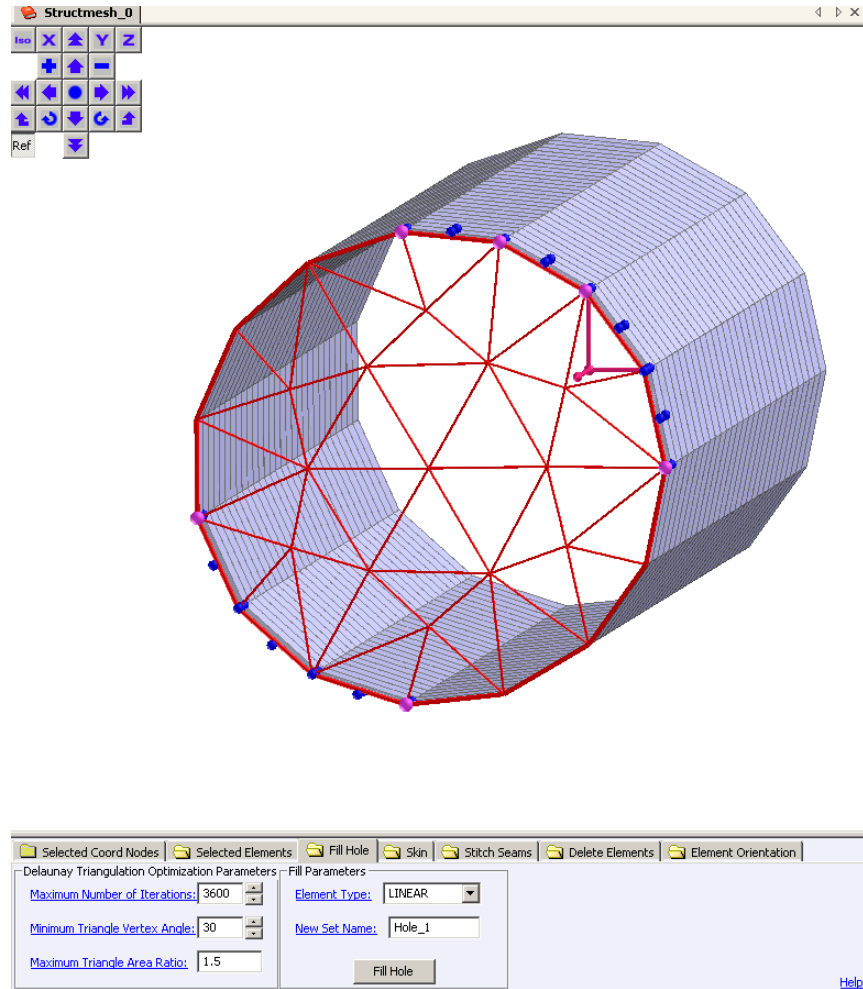 Structmesh_0
Iso X Y Z
Ref
Selected Coord Nodes Selected Elements Fill Hole Skin Stitch Seams Delete Elements Element Orientation
Delaunay Triangulation Optimization Parameters Fill Parameters
Maximum Number of Iterations: 3600 Element Type: LINEAR
Minimum Triangle Vertex Angle: 30 New Set Name: Hole_1
Maximum Triangle Area Ratio: 1.5
Fill Hole
Help